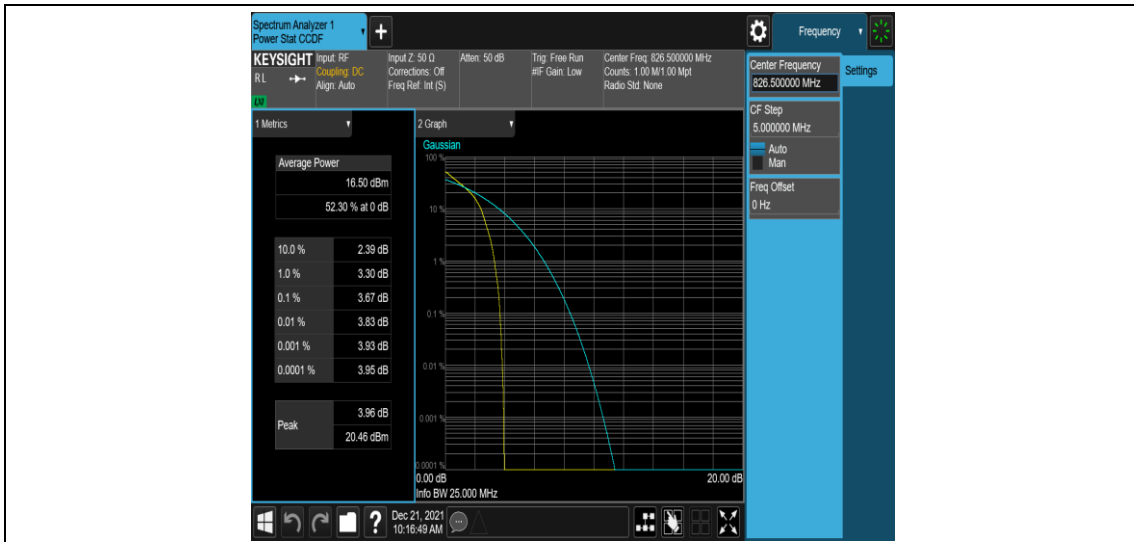 Spectrum Analyzer 1
Power Stat CCDF
+
Frequency
KEYSIGHT
RL
LM
Input: RF
Coupling: DC
Align: Auto
Input Z: 50 Ω
Corrections: Off
Freq Ref: Int (S)
Atten: 50 dB
Trig: Free Run
#IF Gain: Low
Center Freq: 826.500000 MHz
Counts: 1.00 M/1.00 Mpt
Radio Std: None
Center Frequency
826.500000 MHz
Settings
CF Step
5.000000 MHz
Auto
Man
Freq Offset
0 Hz
1 Metrics
Average Power
16.50 dBm
52.30 % at 0 dB
10.0 % 2.39 dB
1.0 % 3.30 dB
0.1 % 3.67 dB
0.01 % 3.83 dB
0.001 % 3.93 dB
0.0001 % 3.95 dB
Peak
3.96 dB
20.46 dBm
2 Graph
Gaussian
100 %
10 %
1 %
0.1 %
0.01 %
0.001 %
0.0001 %
0.00 dB 20.00 dB
Info BW 25.000 MHz
?
Dec 21, 2021
10:16:49 AM